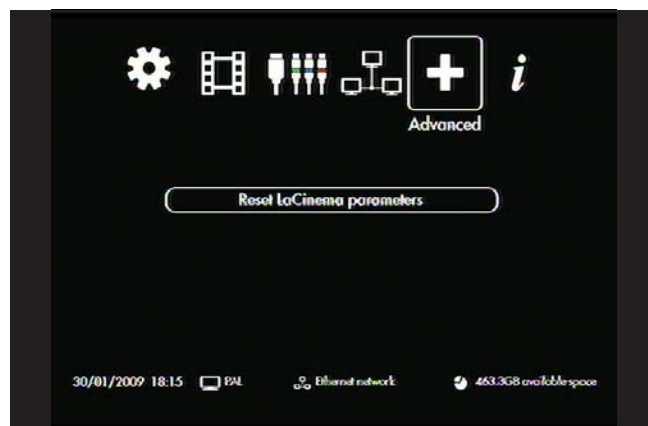 Advanced
Reset LaCinema parameters
30/01/2009 18:15 PAL Ethernet network 463.3GB available space